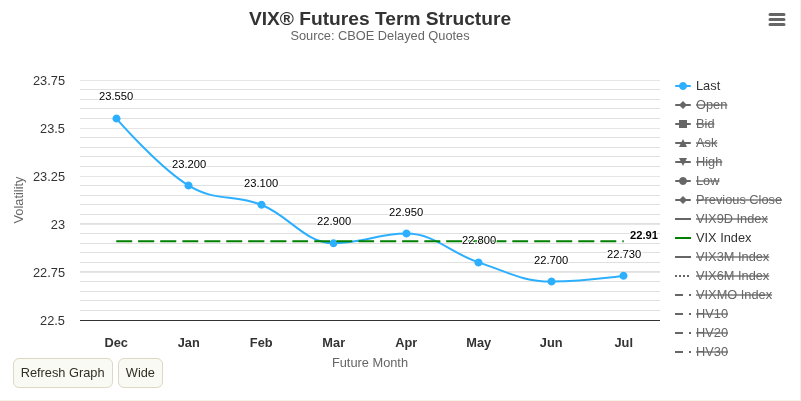 VIX® Futures Term Structure
Source: CBOE Delayed Quotes
Volatility
23.75
23.5
23.25
23
22.75
22.5
23.550
23.200
23.100
22.900
22.950
22.800
22.700
22.730
22.91
Dec
Jan
Feb
Mar
Apr
May
Jun
Jul
Future Month
Last
Open
Bid
Ask
High
Low
Previous Close
VIX9D Index
VIX Index
VIX3M Index
VIX6M Index
VIXMO Index
HV10
HV20
HV30
Refresh Graph
Wide